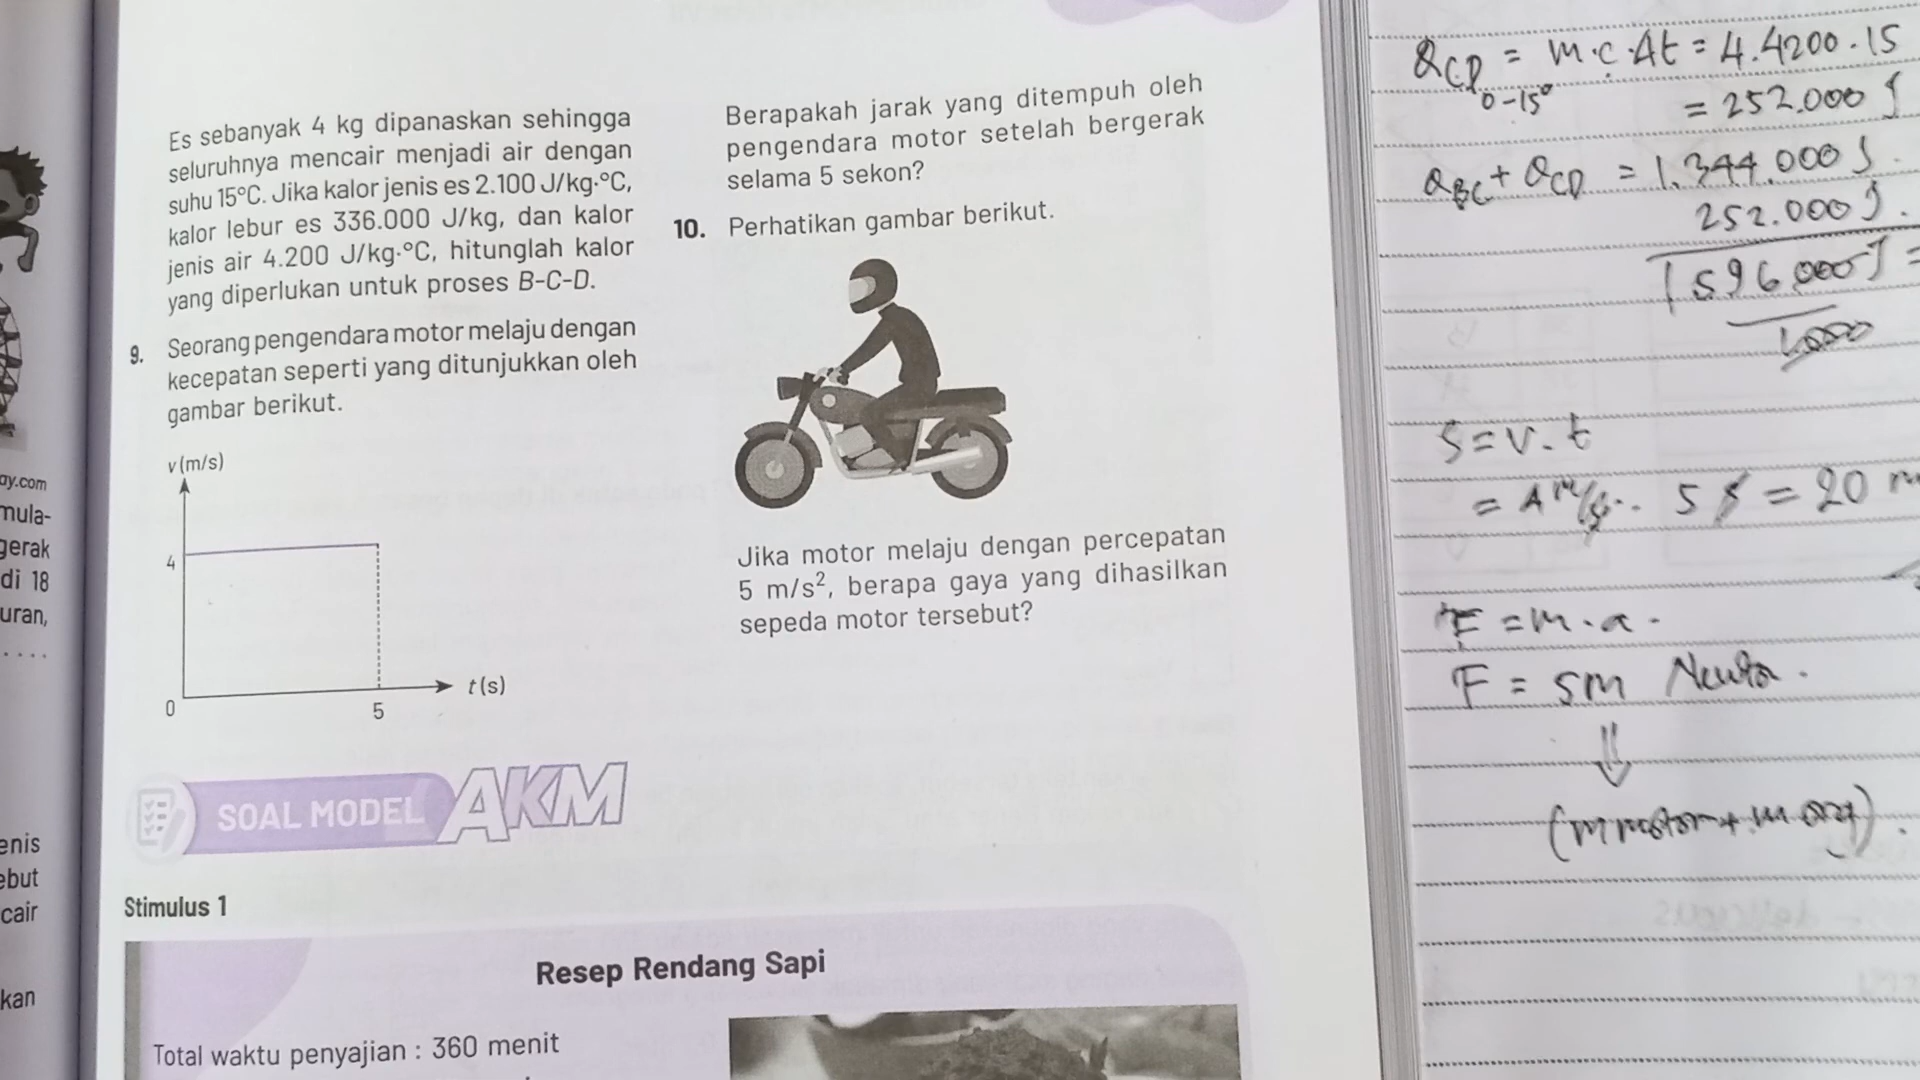 ay.com
mula-
gerak
di 18
uran,
....
enis
ebut
cair
kan
Es sebanyak 4 kg dipanaskan sehingga
seluruhnya mencair menjadi air dengan
suhu 15°C. Jika kalor jenis es 2.100 J/kg·°C,
kalor lebur es 336.000 J/kg, dan kalor
jenis air 4.200 J/kg·°C, hitunglah kalor
yang diperlukan untuk proses B-C-D.
9. Seorang pengendara motor melaju dengan
kecepatan seperti yang ditunjukkan oleh
gambar berikut.
v (m/s)
4
0
5
t (s)
Berapakah jarak yang ditempuh oleh
pengendara motor setelah bergerak
selama 5 sekon?
10. Perhatikan gambar berikut.
Jika motor melaju dengan percepatan
5 m/s², berapa gaya yang dihasilkan
sepeda motor tersebut?
SOAL MODEL AKM
Stimulus 1
Resep Rendang Sapi
Total waktu penyajian : 360 menit
Q_CD = m.c.Δt = 4.4200.15
0-15°
= 252.000 J
Q_BC + Q_CD = 1.344.000 J.
252.000 J.
1596.000 J =
S = v.t
= 4 m/s. 5 s = 20 m
F = m.a.
F = 5m Newton.
⇓
(m motor + m org).